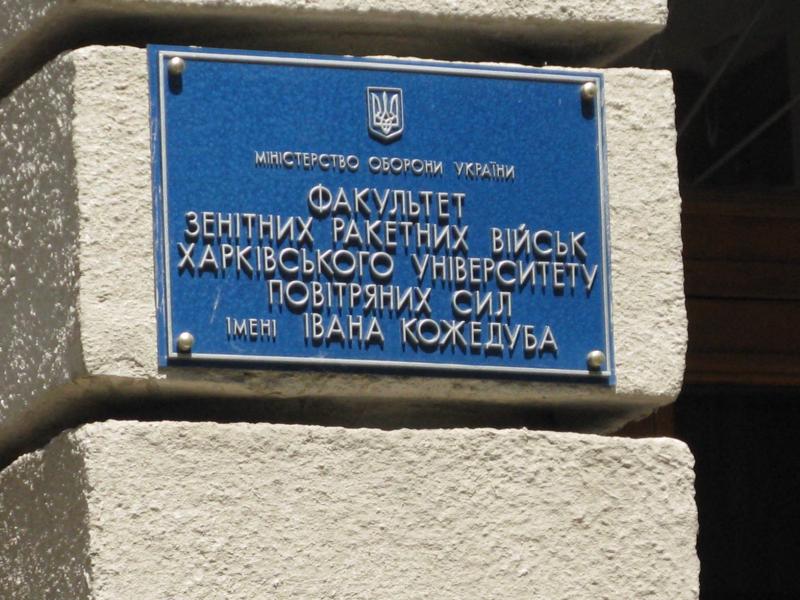 МІНІСТЕРСТВО ОБОРОНИ УКРАЇНИ
ФАКУЛЬТЕТ
ЗЕНІТНИХ РАКЕТНИХ ВІЙСЬК
ХАРКІВСЬКОГО УНІВЕРСИТЕТУ
ПОВІТРЯНИХ СИЛ
ІМЕНІ ІВАНА КОЖЕДУБА